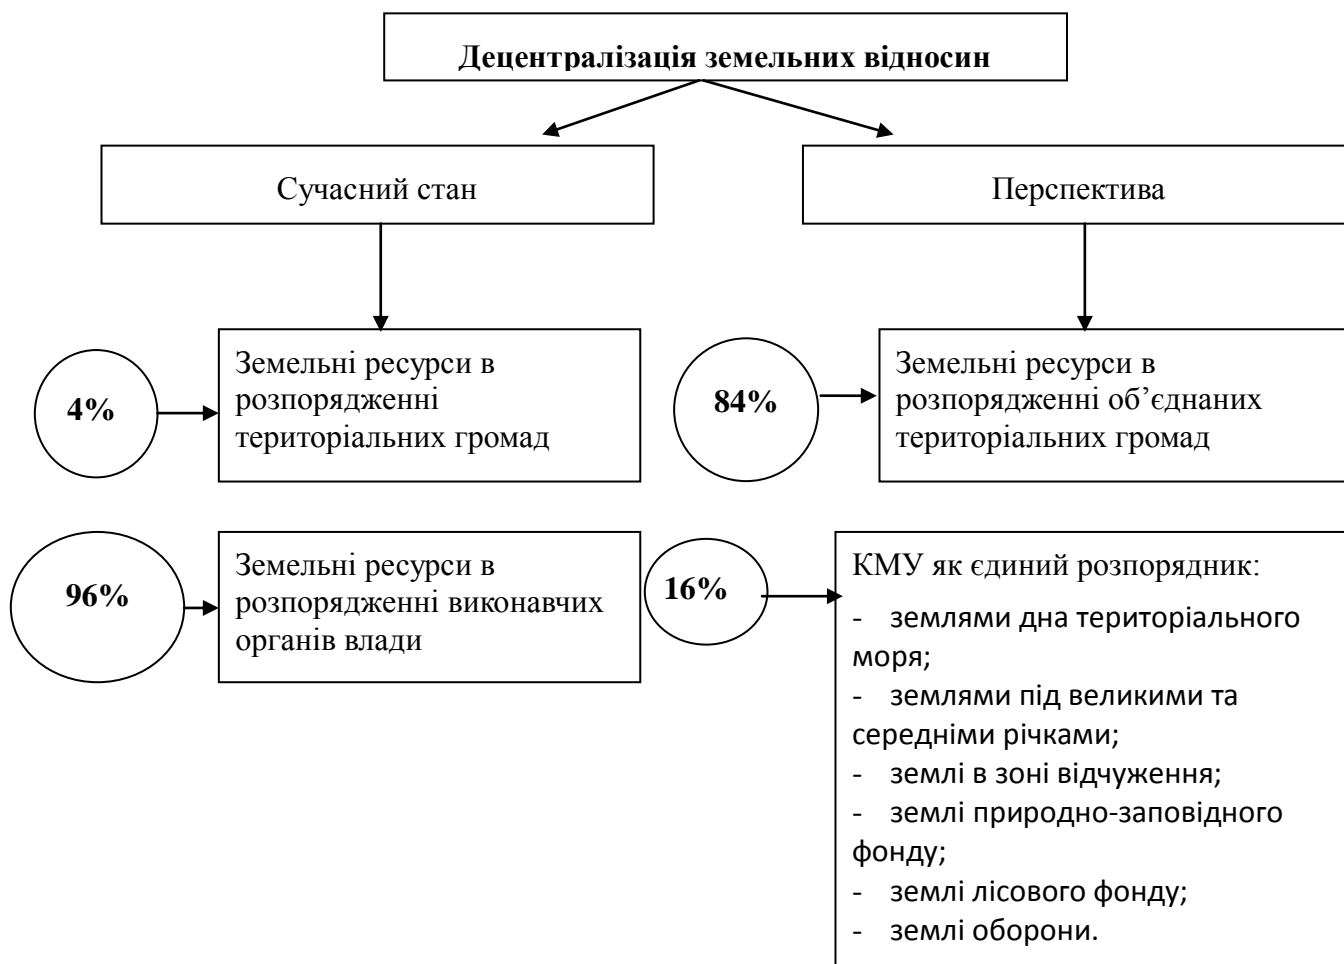 Децентралізація земельних відносин
Сучасний стан
Перспектива
4%
Земельні ресурси в
розпорядженні
територіальних громад
84%
Земельні ресурси в
розпорядженні об’єднаних
територіальних громад
96%
Земельні ресурси в
розпорядженні виконавчих
органів влади
16%
КМУ як єдиний розпорядник:
- землями дна територіального
моря;
- землями під великими та
середніми річками;
- землі в зоні відчуження;
- землі природно-заповідного
фонду;
- землі лісового фонду;
- землі оборони.